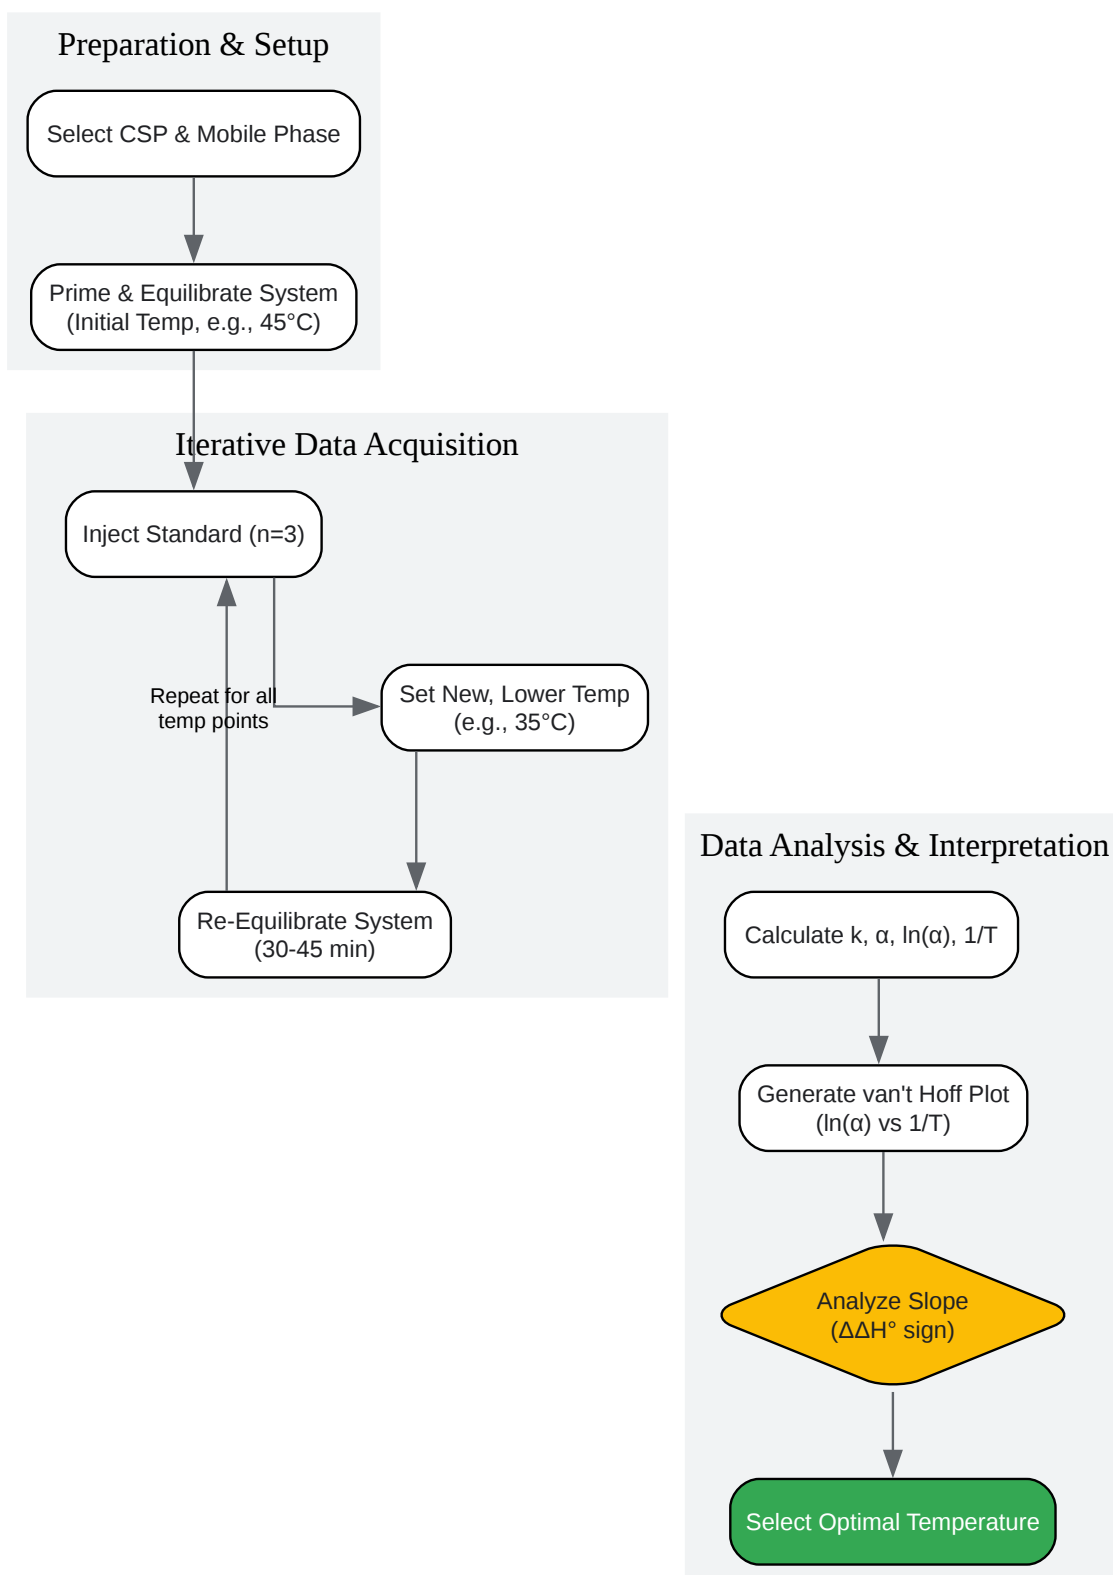 Preparation & Setup
Select CSP & Mobile Phase
Prime & Equilibrate System
(Initial Temp, e.g., 45°C)
Iterative Data Acquisition
Inject Standard (n=3)
Repeat for all
temp points
Set New, Lower Temp
(e.g., 35°C)
Re-Equilibrate System
(30-45 min)
Data Analysis & Interpretation
Calculate k, α, ln(α), 1/T
Generate van't Hoff Plot
(ln(α) vs 1/T)
Analyze Slope
(ΔΔH° sign)
Select Optimal Temperature